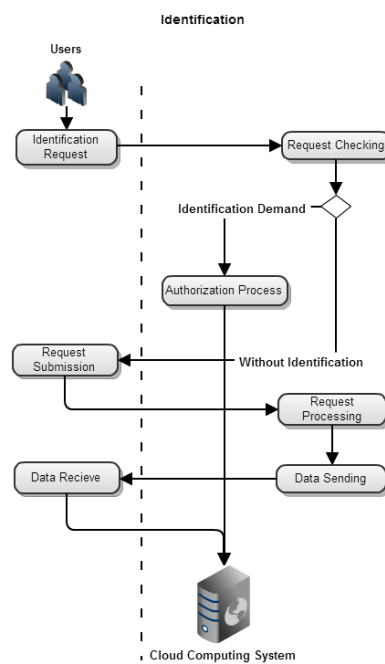 Identification
Users
Identification
Request
Request Checking
Identification Demand
Authorization Process
Request
Submission
Without Identification
Request
Processing
Data Recieve
Data Sending
Cloud Computing System